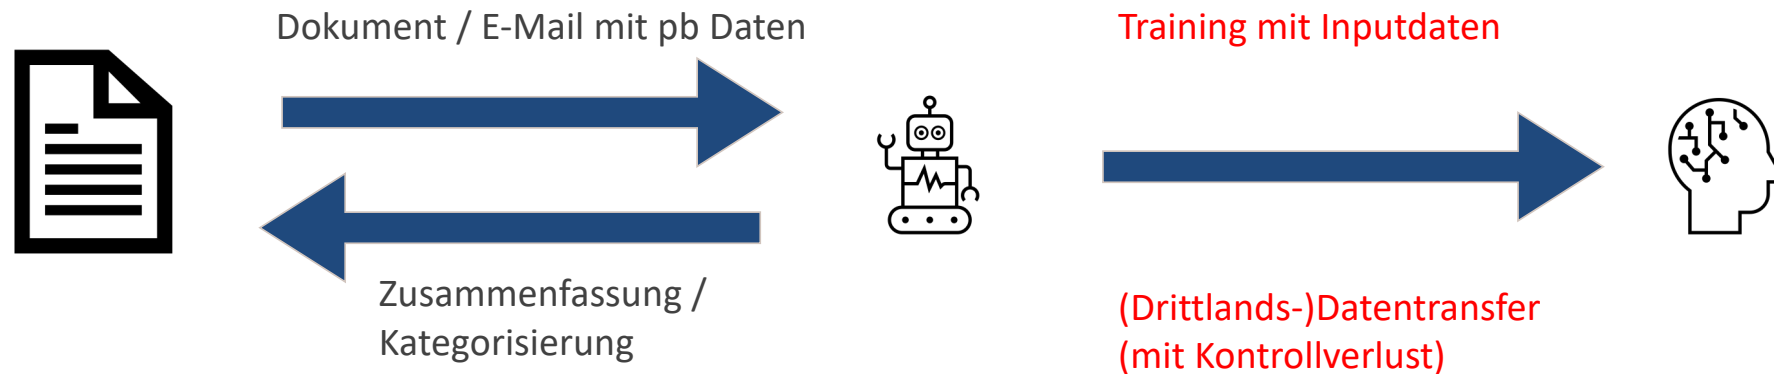 Dokument / E-Mail mit pb Daten
Training mit Inputdaten
Zusammenfassung /
Kategorisierung
(Drittlands-)Datentransfer
(mit Kontrollverlust)